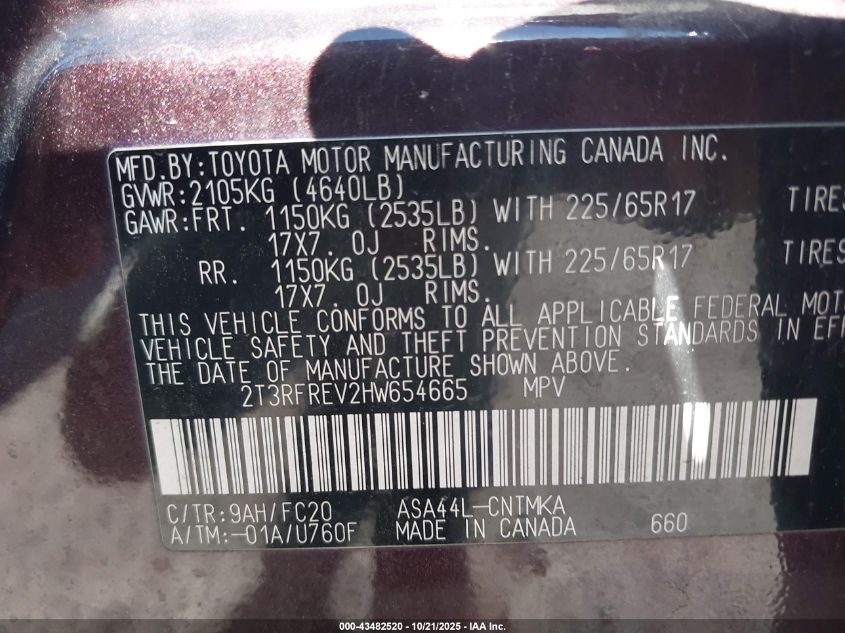 MFD.BY:TOYOTA MOTOR MANUFACTURING CANADA INC.
GVWR:2105KG (4640LB)
GAWR:FRT. 1150KG (2535LB) WITH 225/65R17 TIRES
17X7. 0J RIMS.
RR. 1150KG (2535LB) WITH 225/65R17 TIRES
17X7. 0J RIMS.
THIS VEHICLE CONFORMS TO ALL APPLICABLE FEDERAL MOT
VEHICLE SAFETY AND THEFT PREVENTION STANDARDS IN EFF
THE DATE OF MANUFACTURE SHOWN ABOVE.
2T3RFREV2HW654665 MPV
C/TR:9AH/FC20 ASA44L-CNTMKA
A/TM:-01A/U760F MADE IN CANADA 660
000-43482520 - 10/21/2025 - IAA Inc.